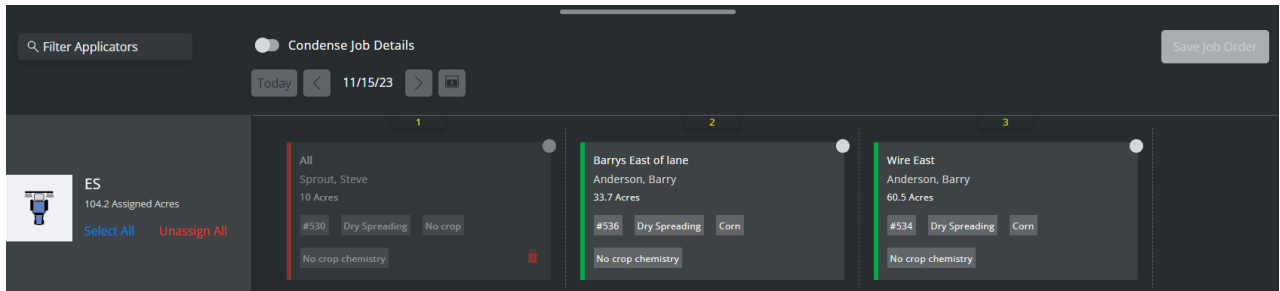 Filter Applicators
Condense Job Details
Save Job Order
Today
11/15/23
1
2
3
ES
104.2 Assigned Acres
Select All Unassign All
All
Sprout, Steve
10 Acres
#530 Dry Spreading No crop
No crop chemistry
Barrys East of lane
Anderson, Barry
33.7 Acres
#536 Dry Spreading Corn
No crop chemistry
Wire East
Anderson, Barry
60.5 Acres
#534 Dry Spreading Corn
No crop chemistry